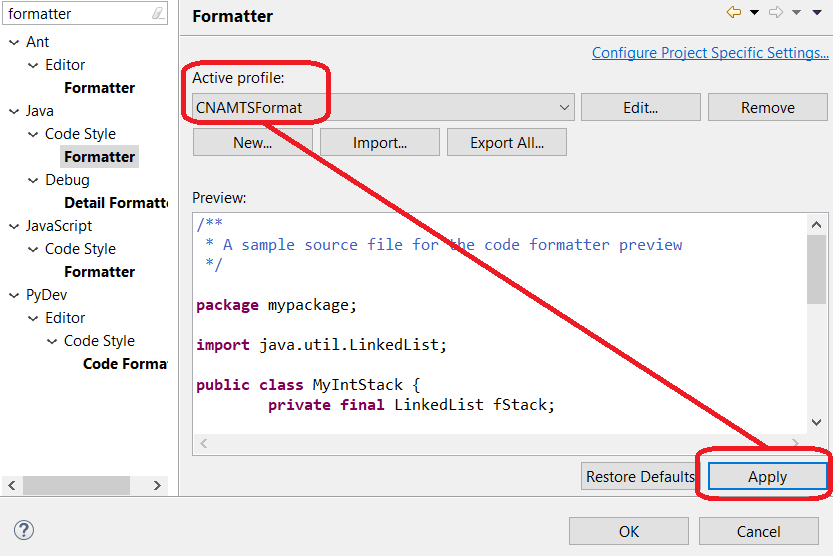 formatter
Formatter
Ant
Editor
Formatter
Java
Code Style
Formatter
Debug
Detail Formatte
JavaScript
Code Style
Formatter
PyDev
Editor
Code Style
Code Forma
Configure Project Specific Settings...
Active profile:
CNAMTSFormat
Edit...
Remove
New...
Import...
Export All...
Preview:
/**
* A sample source file for the code formatter preview
*/
package mypackage;
import java.util.LinkedList;
public class MyIntStack {
private final LinkedList fStack;
Restore Defaults
Apply
?
OK
Cancel